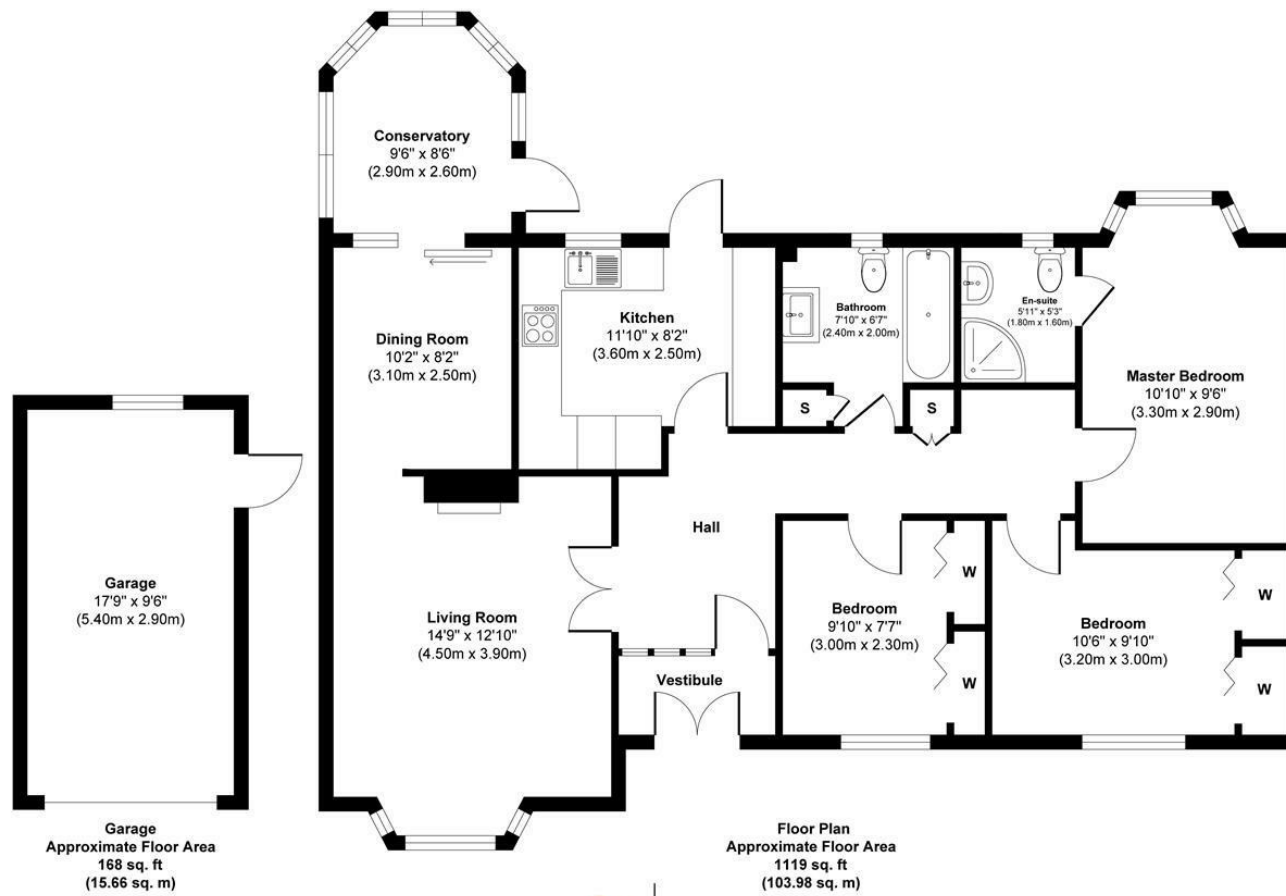 Conservatory
9'6" x 8'6"
(2.90m x 2.60m)
Dining Room
10'2" x 8'2"
(3.10m x 2.50m)
Kitchen
11'10" x 8'2"
(3.60m x 2.50m)
Bathroom
7'10" x 6'7"
(2.40m x 2.00m)
En-suite
5'11" x 5'3"
(1.80m x 1.60m)
Master Bedroom
10'10" x 9'6"
(3.30m x 2.90m)
S
S
Hall
Garage
17'9" x 9'6"
(5.40m x 2.90m)
Living Room
14'9" x 12'10"
(4.50m x 3.90m)
Vestibule
Bedroom
9'10" x 7'7"
(3.00m x 2.30m)
W
W
Bedroom
10'6" x 9'10"
(3.20m x 3.00m)
W
W
Garage
Approximate Floor Area
168 sq. ft
(15.66 sq. m)
Floor Plan
Approximate Floor Area
1119 sq. ft
(103.98 sq. m)